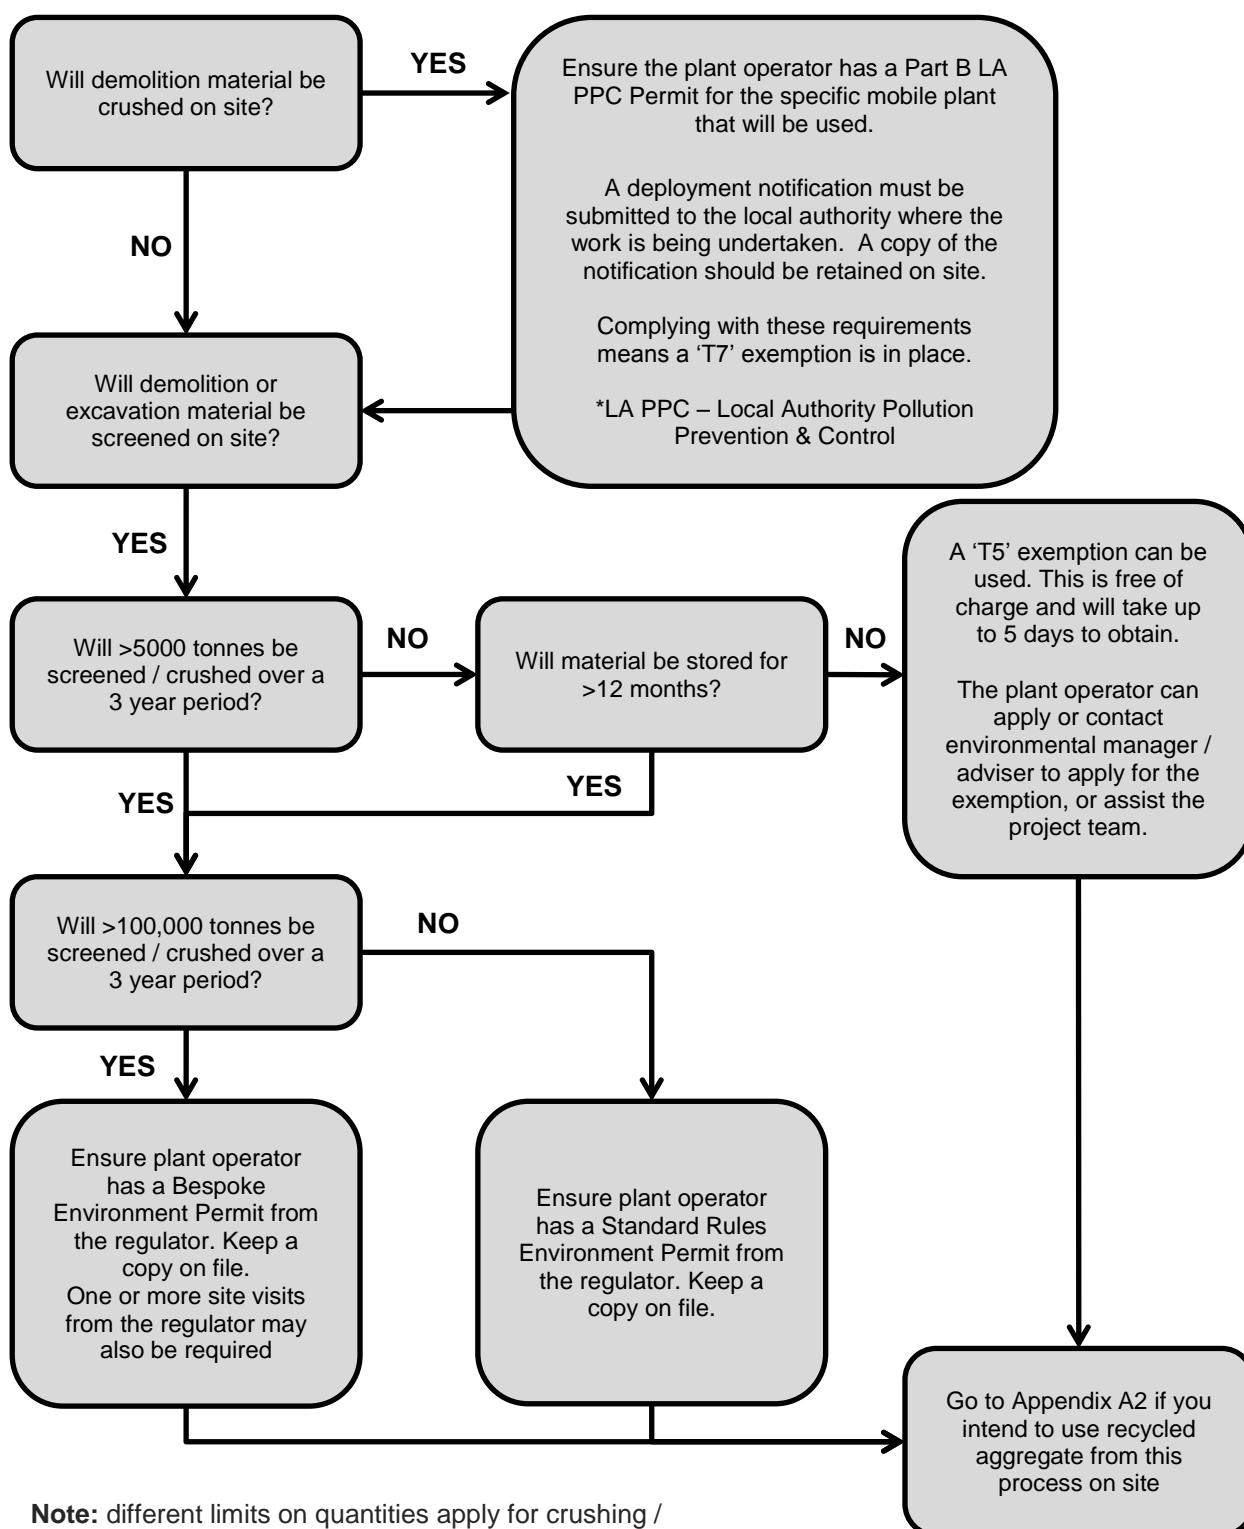 Will demolition material be
crushed on site?
YES
Ensure the plant operator has a Part B LA
PPC Permit for the specific mobile plant
that will be used.
A deployment notification must be
submitted to the local authority where the
work is being undertaken.  A copy of the
notification should be retained on site.
Complying with these requirements
means a ‘T7’ exemption is in place.
*LA PPC – Local Authority Pollution
Prevention & Control
NO
Will demolition or
excavation material be
screened on site?
YES
Will >5000 tonnes be
screened / crushed over a
3 year period?
NO
Will material be stored for
>12 months?
NO
A ‘T5’ exemption can be
used. This is free of
charge and will take up
to 5 days to obtain.
The plant operator can
apply or contact
environmental manager /
adviser to apply for the
exemption, or assist the
project team.
YES
YES
Will >100,000 tonnes be
screened / crushed over a
3 year period?
NO
YES
Ensure plant operator
has a Bespoke
Environment Permit from
the regulator. Keep a
copy on file.
One or more site visits
from the regulator may
also be required
Ensure plant operator
has a Standard Rules
Environment Permit from
the regulator. Keep a
copy on file.
Go to Appendix A2 if you
intend to use recycled
aggregate from this
process on site
Note: different limits on quantities apply for crushing /